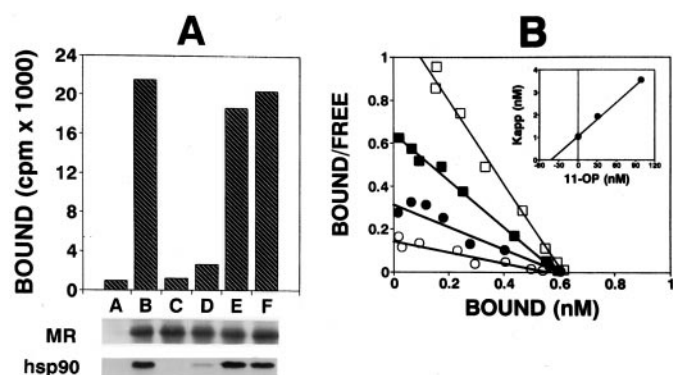 A
B
BOUND (cpm x 1000)
24
20
16
12
8
4
0
A B C D E F
MR
hsp90
BOUND/FREE
1
0.8
0.6
0.4
0.2
0
0 0.2 0.4 0.6 0.8 1
BOUND (nM)
Kapp (nM)
4
3
2
1
0
-60 -30 0 30 60 90 120
11-OP (nM)